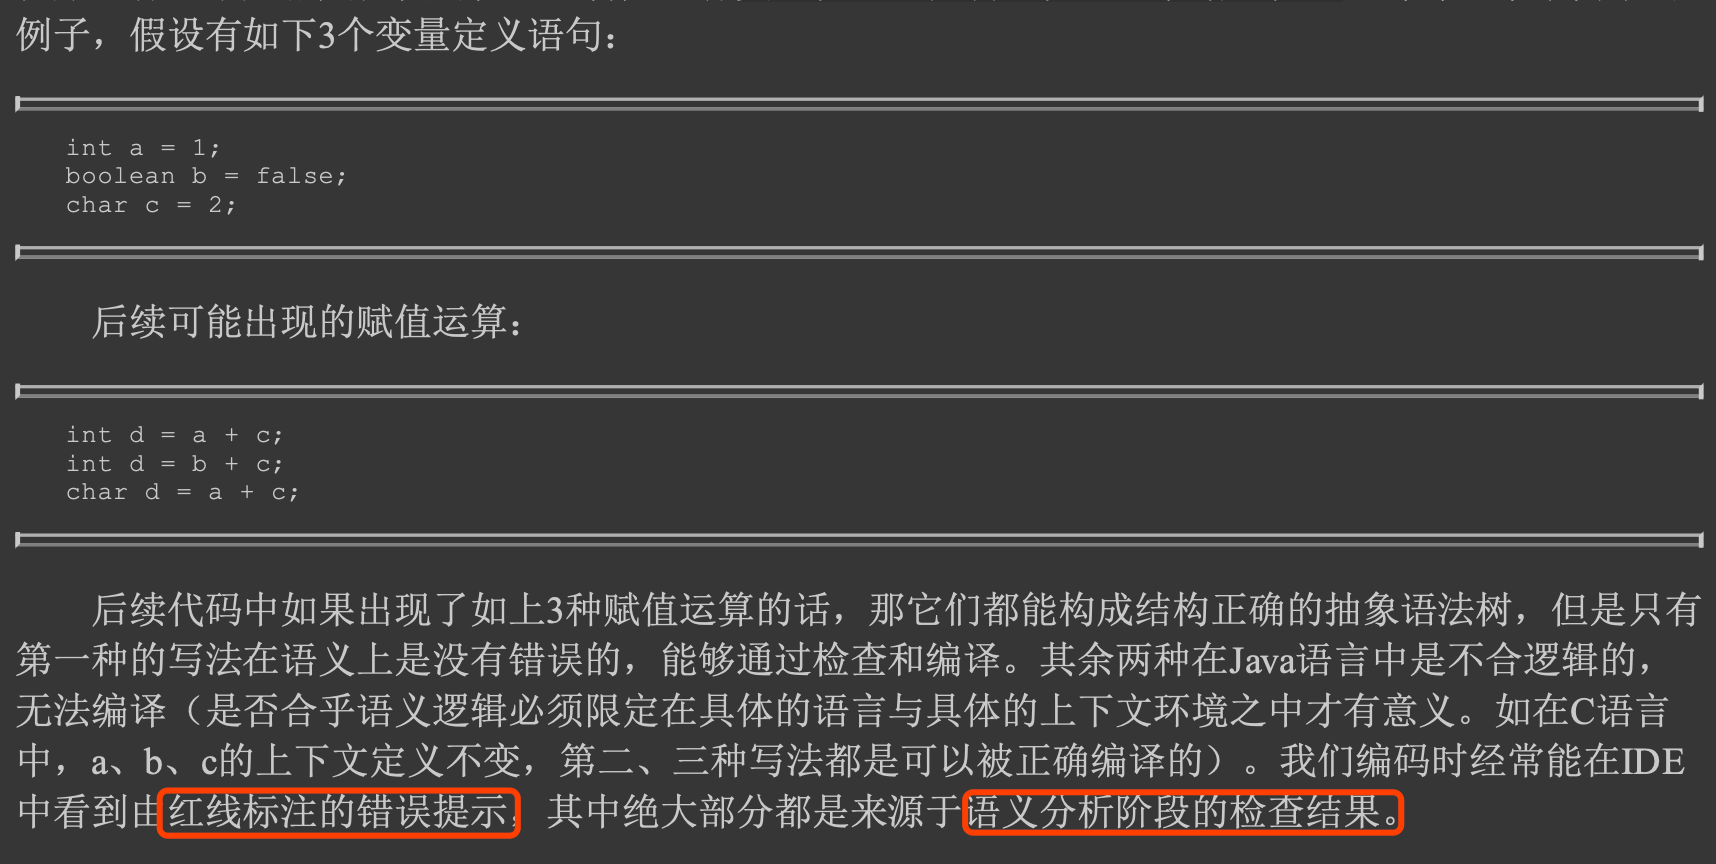 例子，假设有如下3个变量定义语句：
int a = 1;
boolean b = false;
char c = 2;
后续可能出现的赋值运算：
int d = a + c;
int d = b + c;
char d = a + c;
后续代码中如果出现了如上3种赋值运算的话，那它们都能构成结构正确的抽象语法树，但是只有
第一种的写法在语义上是没有错误的，能够通过检查和编译。其余两种在Java语言中是不合逻辑的，
无法编译（是否合乎语义逻辑必须限定在具体的语言与具体的上下文环境之中才有意义。如在C语言
中，a、b、c的上下文定义不变，第二、三种写法都是可以被正确编译的）。我们编码时经常能在IDE
中看到由红线标注的错误提示，其中绝大部分都是来源于语义分析阶段的检查结果。